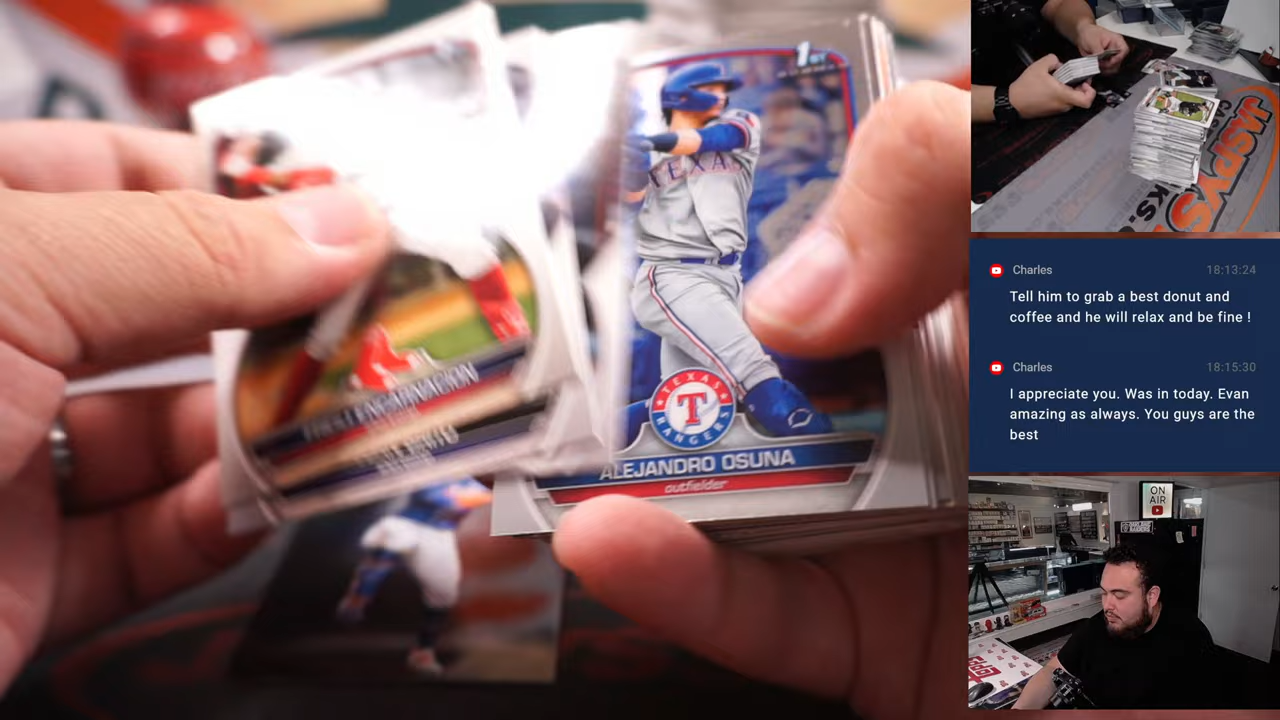 1ST
TEXAS
TEXAS
T
RANGERS
ALEJANDRO OSUNA
outfielder
ENCARNACION
JASPYS
Charles 18:13:24
Tell him to grab a best donut and
coffee and he will relax and be fine !
Charles 18:15:30
I appreciate you. Was in today. Evan
amazing as always. You guys are the
best
ON
AIR